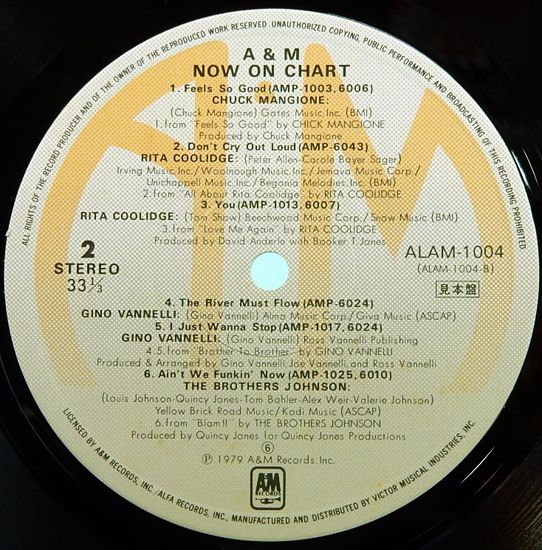 ALL RIGHTS OF THE RECORD PRODUCER AND OF THE OWNER OF THE REPRODUCED WORK RESERVED. UNAUTHORIZED COPYING, PUBLIC PERFORMANCE AND BROADCASTING OF THIS RECORDING PROHIBITED
A & M
NOW ON CHART
1. Feels So Good (AMP-1003, 6006)
CHUCK MANGIONE:
(Chuck Mangione) Gates Music, Inc. (BMI)
1. from "Feels So Good" by CHICK MANGIONE
Produced by Chuck Mangione
2. Don't Cry Out Loud (AMP-6043)
RITA COOLIDGE: (Peter Allen-Carole Bayer Sager)
Irving Music, Inc./Woolnough Music, Inc./Jemava Music Corp./
Unichappell Music, Inc./Begonia Melodies, Inc. (BMI)
2. from "All About Rita Coolidge" by RITA COOLIDGE
3. You (AMP-1013, 6007)
RITA COOLIDGE: (Tom Snow) Beechwood Music Corp./Snow Music (BMI)
3. from "Love Me Again" by RITA COOLIDGE
Produced by David Anderle with Booker T. Jones
2
STEREO
33 1/3
ALAM-1004
(ALAM-1004-B)
見本盤
4. The River Must Flow (AMP-6024)
GINO VANNELLI: (Gino Vannelli) Almo Music Corp./Giva Music (ASCAP)
5. I Just Wanna Stop (AMP-1017, 6024)
GINO VANNELLI: (Gino Vannelli) Ross Vannelli Publishing
4. 5. from "Brother To Brother" by GINO VANNELLI
Produced & Arranged by Gino Vannelli, Joe Vannelli, and Ross Vannelli
6. Ain't We Funkin' Now (AMP-1025, 6010)
THE BROTHERS JOHNSON:
(Louis Johnson-Quincy Jones-Tom Bahler-Alex Weir-Valerie Johnson)
Yellow Brick Road Music/Kodi Music (ASCAP)
6. from "Blam!!" by THE BROTHERS JOHNSON
Produced by Quincy Jones for Quincy Jones Productions
⑥
℗ 1979 A&M Records, Inc.
A&M
RECORDS
LICENSED BY A&M RECORDS, INC./ALFA RECORDS, INC. MANUFACTURED AND DISTRIBUTED BY VICTOR MUSICAL INDUSTRIES, INC.